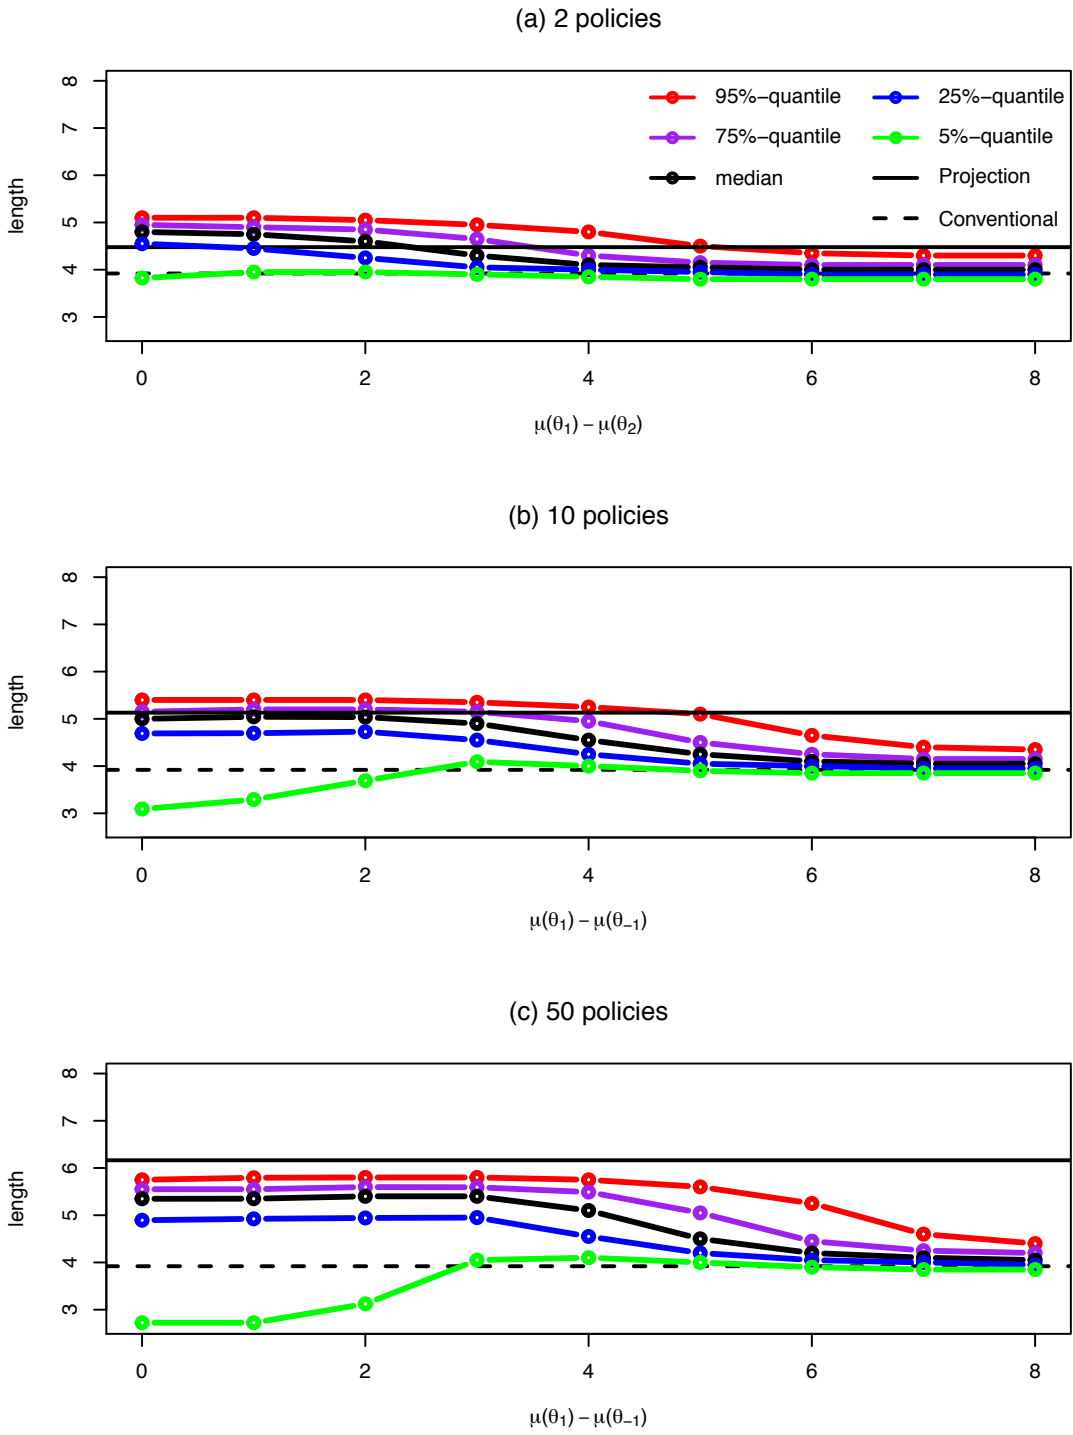 (a) 2 policies
8
7
6
5
4
3
length
95%−quantile
25%−quantile
75%−quantile
5%−quantile
median
Projection
Conventional
0 2 4 6 8
μ(θ1) − μ(θ2)
(b) 10 policies
8
7
6
5
4
3
length
0 2 4 6 8
μ(θ1) − μ(θ−1)
(c) 50 policies
8
7
6
5
4
3
length
0 2 4 6 8
μ(θ1) − μ(θ−1)